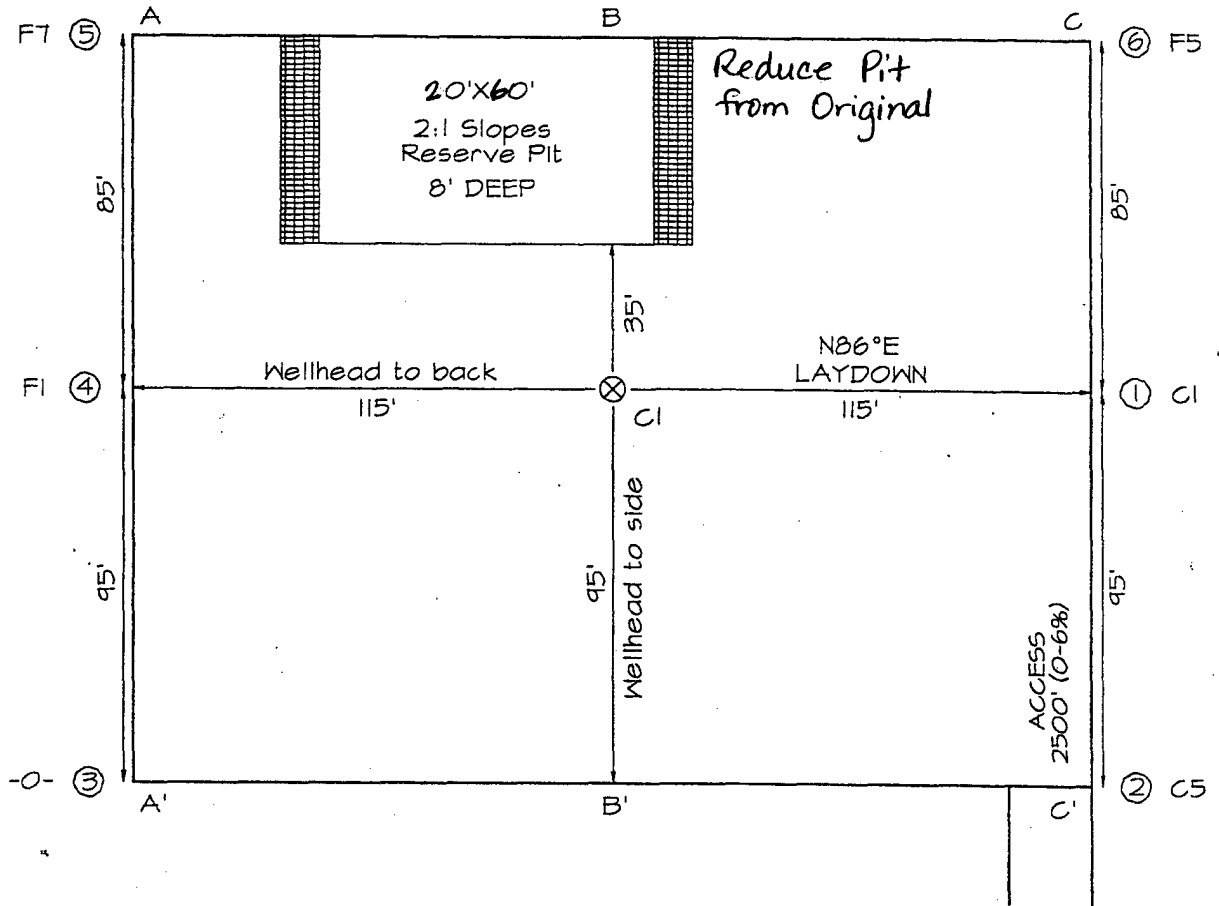 A B C
F7 ⑤ ⑥ F5
Reduce Pit
from Original
20'X60'
2:1 Slopes
Reserve Pit
8' DEEP
85'
85'
35'
N86°E
LAYDOWN
Wellhead to back
F1 ④ ① C1
115'
115'
C1
Wellhead to side
95'
95'
95'
ACCESS
2500' (0-6%)
-0- ③ ② C5
A' B' C'